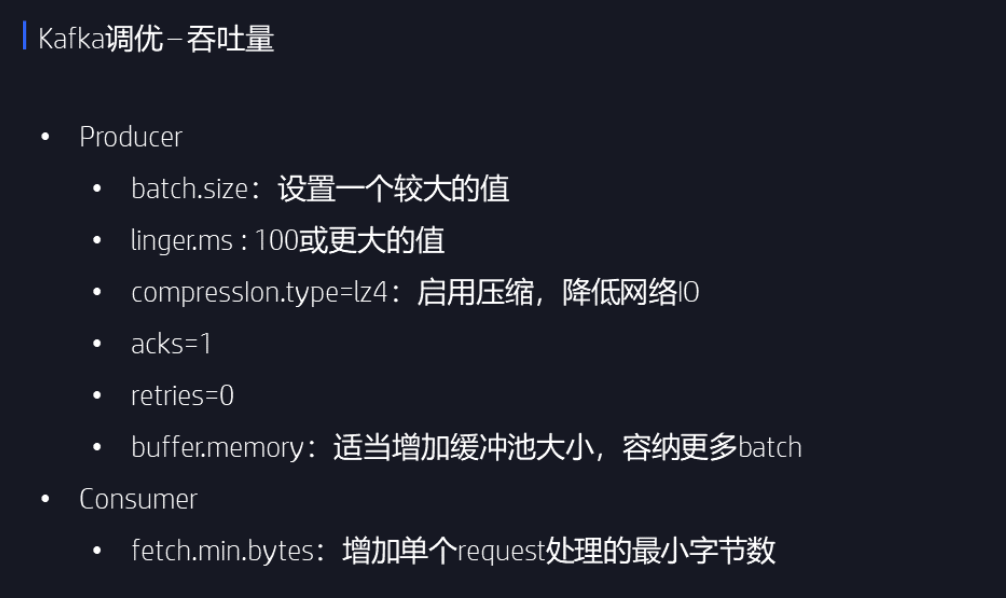 Kafka调优 – 吞吐量
• Producer
• batch.size：设置一个较大的值
• linger.ms : 100或更大的值
• compressIon.type=lz4：启用压缩，降低网络IO
• acks=1
• retries=0
• buffer.memory：适当增加缓冲池大小，容纳更多batch
• Consumer
• fetch.min.bytes：增加单个request处理的最小字节数